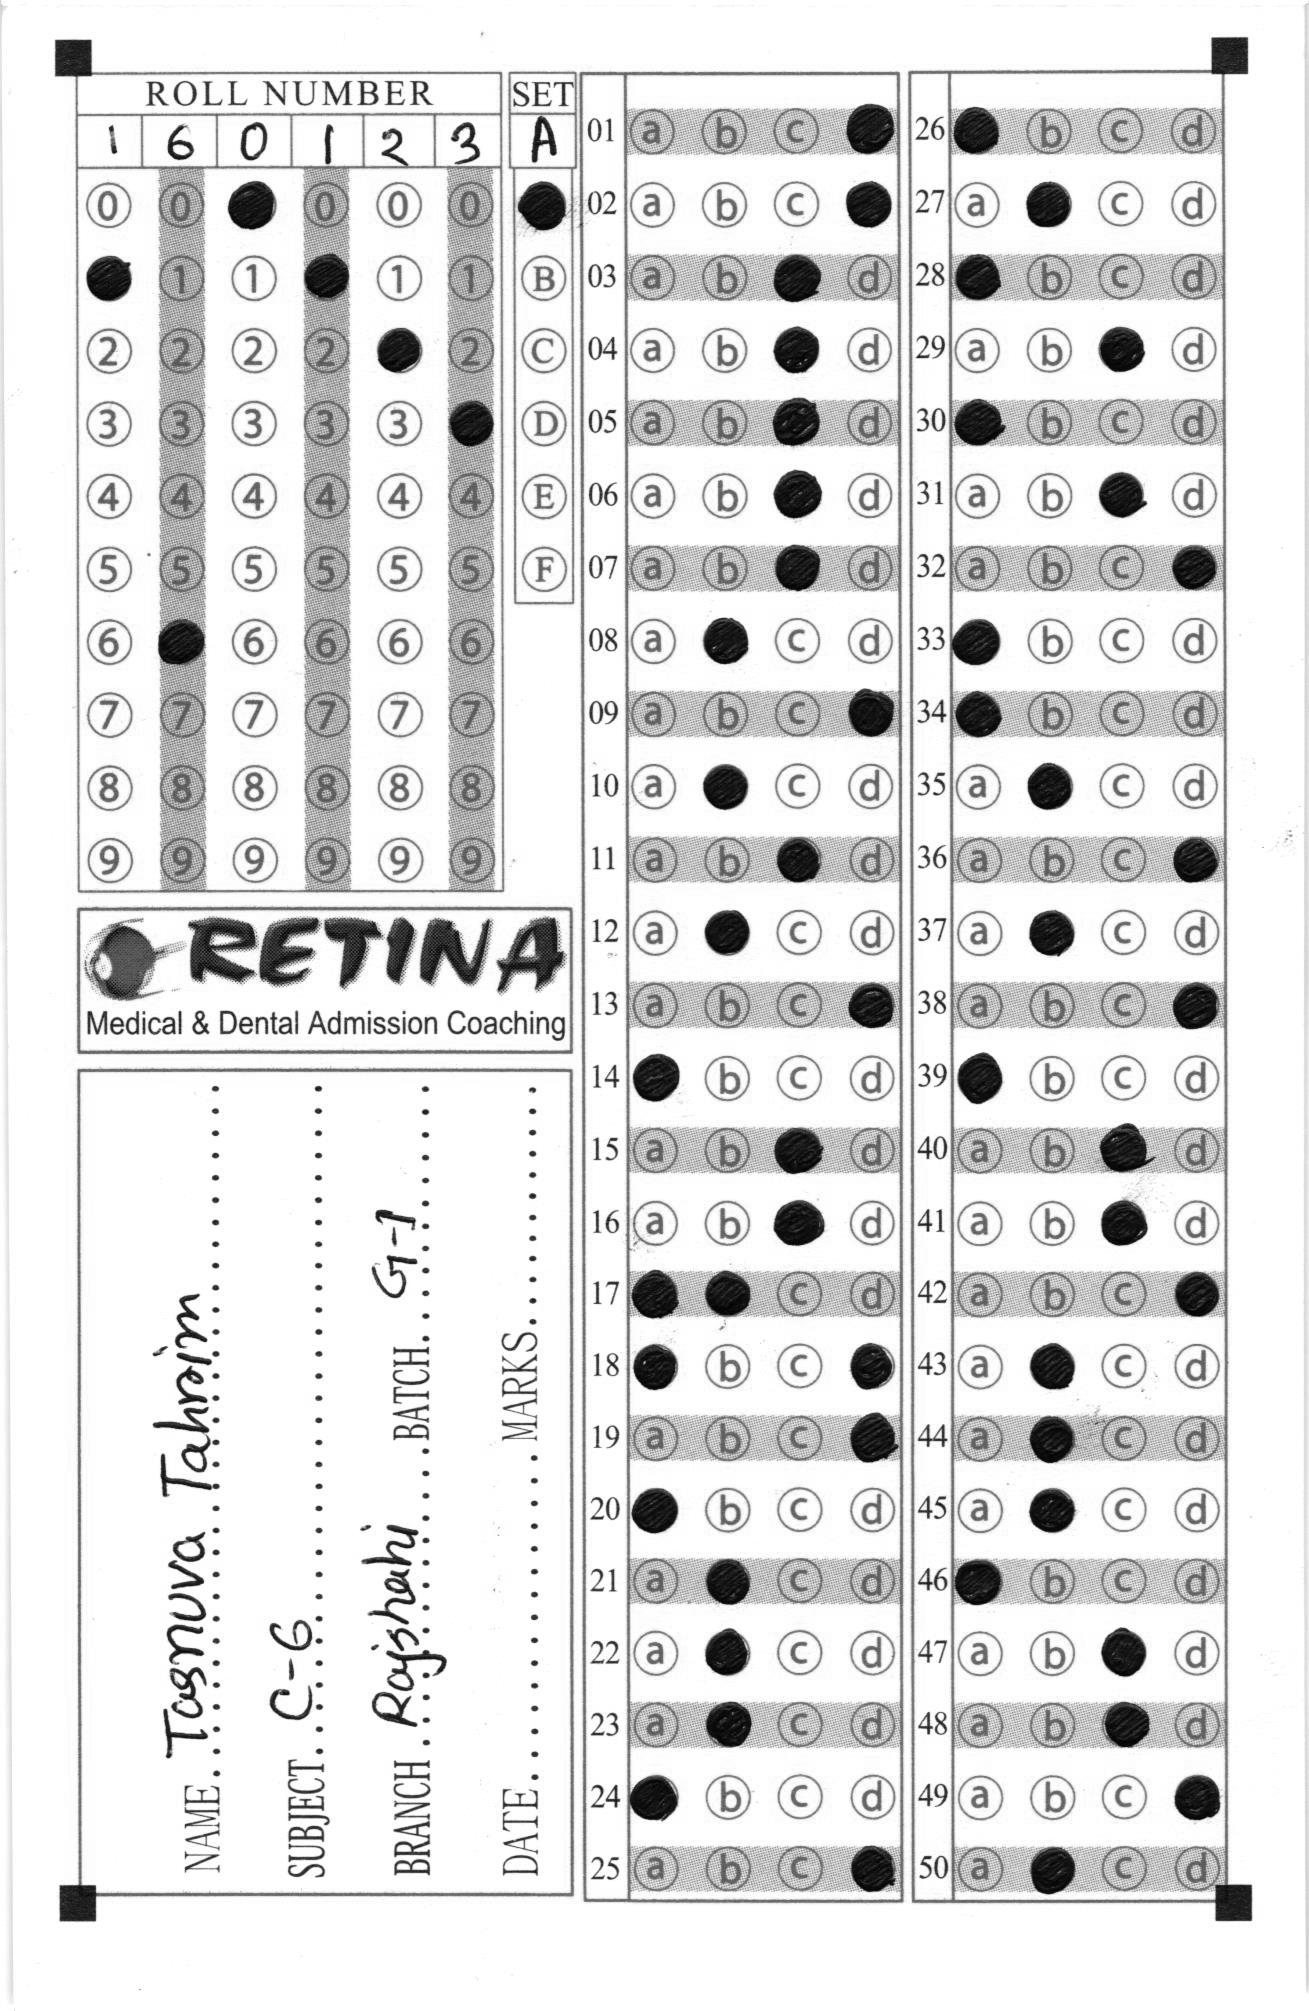 ROLL NUMBER SET
1 6 0 1 2 3 A
0 0 0 0 0
1 1 1 1 B
2 2 2 2 2 C
3 3 3 3 3 D
4 4 4 4 4 4 E
5 5 5 5 5 5 F
6 6 6 6 6
7 7 7 7 7 7
8 8 8 8 8 8
9 9 9 9 9 9
RETINA
Medical & Dental Admission Coaching
NAME Tasnuva Tahrim
SUBJECT C-6
BRANCH Rajshahi BATCH G-1
DATE MARKS
01 a b c
02 a b c
03 a b d
04 a b d
05 a b d
06 a b d
07 a b d
08 a c d
09 a b c
10 a c d
11 a b d
12 a c d
13 a b c
14 b c d
15 a b d
16 a b d
17 c d
18 b c
19 a b c
20 b c d
21 a c d
22 a c d
23 a c d
24 b c d
25 a b c
26 b c d
27 a c d
28 b c d
29 a b d
30 b c d
31 a b d
32 a b c
33 b c d
34 b c d
35 a c d
36 a b c
37 a c d
38 a b c
39 b c d
40 a b d
41 a b d
42 a b c
43 a c d
44 a c d
45 a c d
46 b c d
47 a b d
48 a b d
49 a b c
50 a c d